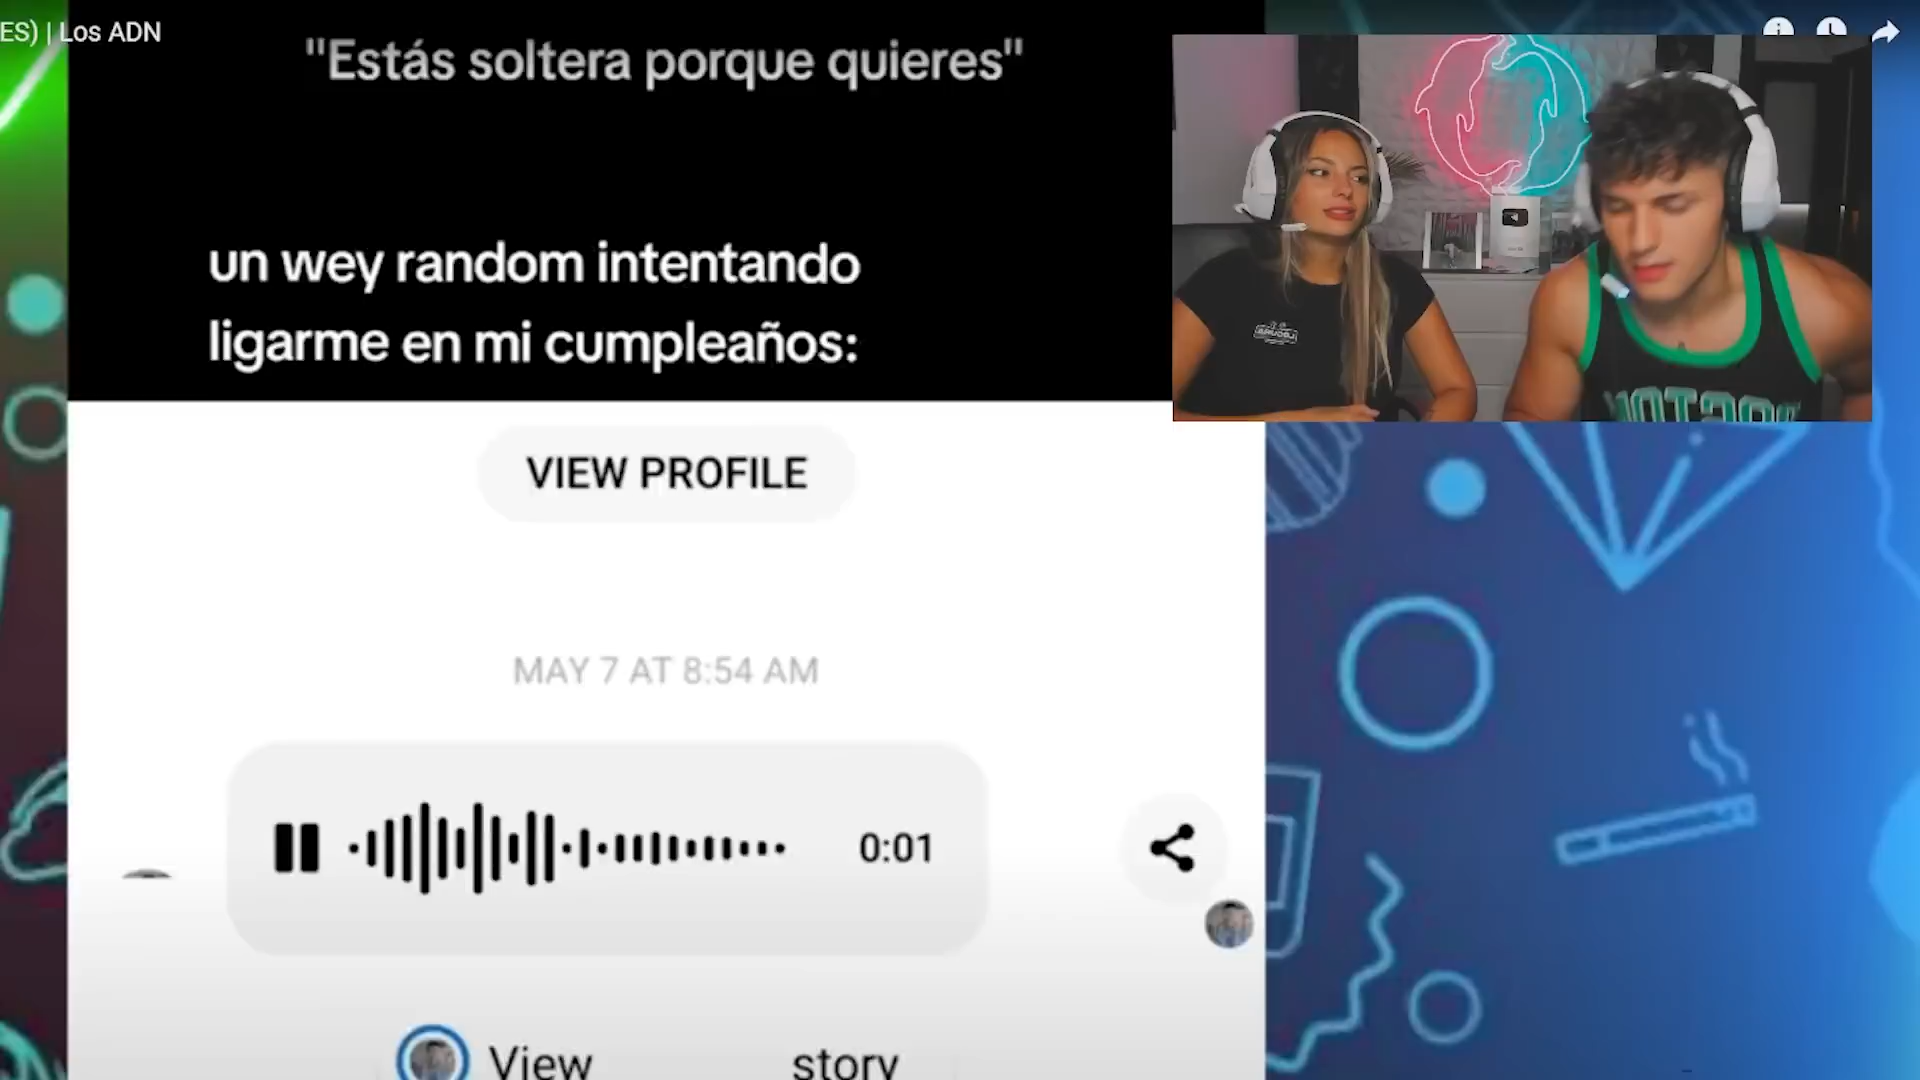 ES) | Los ADN
"Estás soltera porque quieres"
un wey random intentando
ligarme en mi cumpleaños:
VIEW PROFILE
MAY 7 AT 8:54 AM
0:01
View story